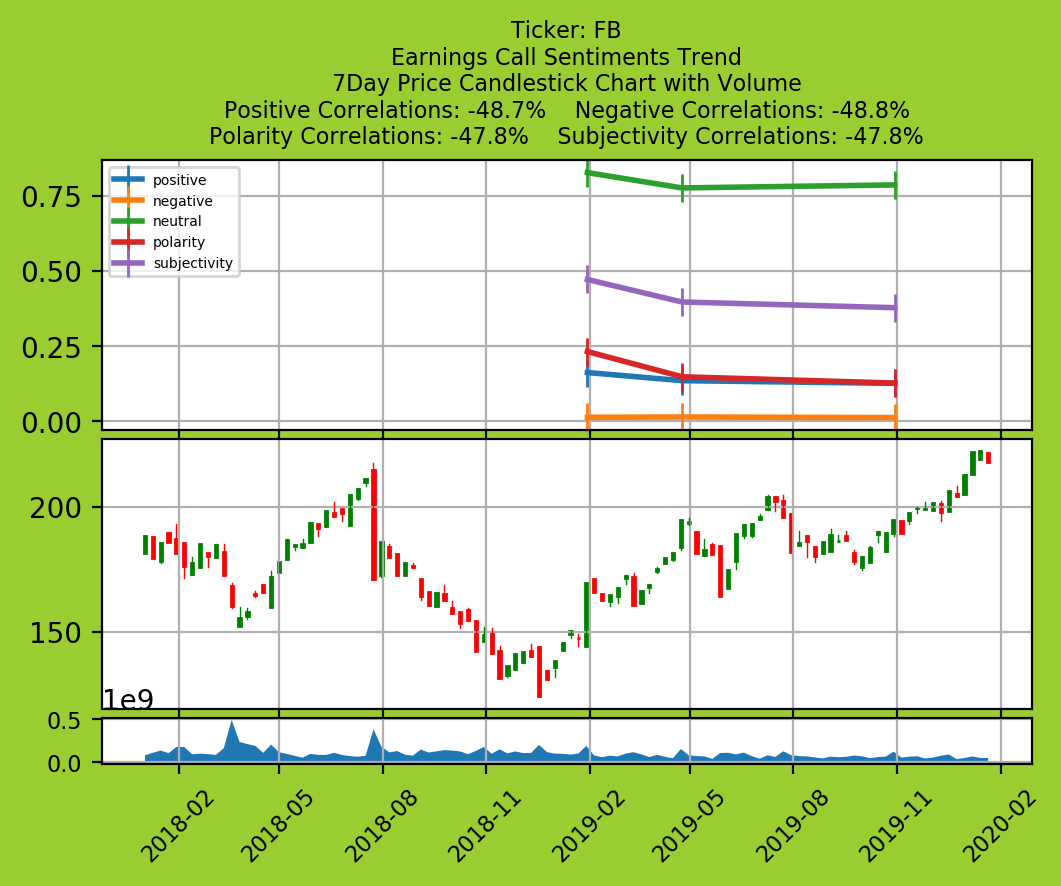 Ticker: FB
Earnings Call Sentiments Trend
7Day Price Candlestick Chart with Volume
Positive Correlations: -48.7%    Negative Correlations: -48.8%
Polarity Correlations: -47.8%    Subjectivity Correlations: -47.8%
positive
negative
neutral
polarity
subjectivity
0.75
0.50
0.25
0.00
200
150
1e9
0.5
0.0
2018-02
2018-05
2018-08
2018-11
2019-02
2019-05
2019-08
2019-11
2020-02